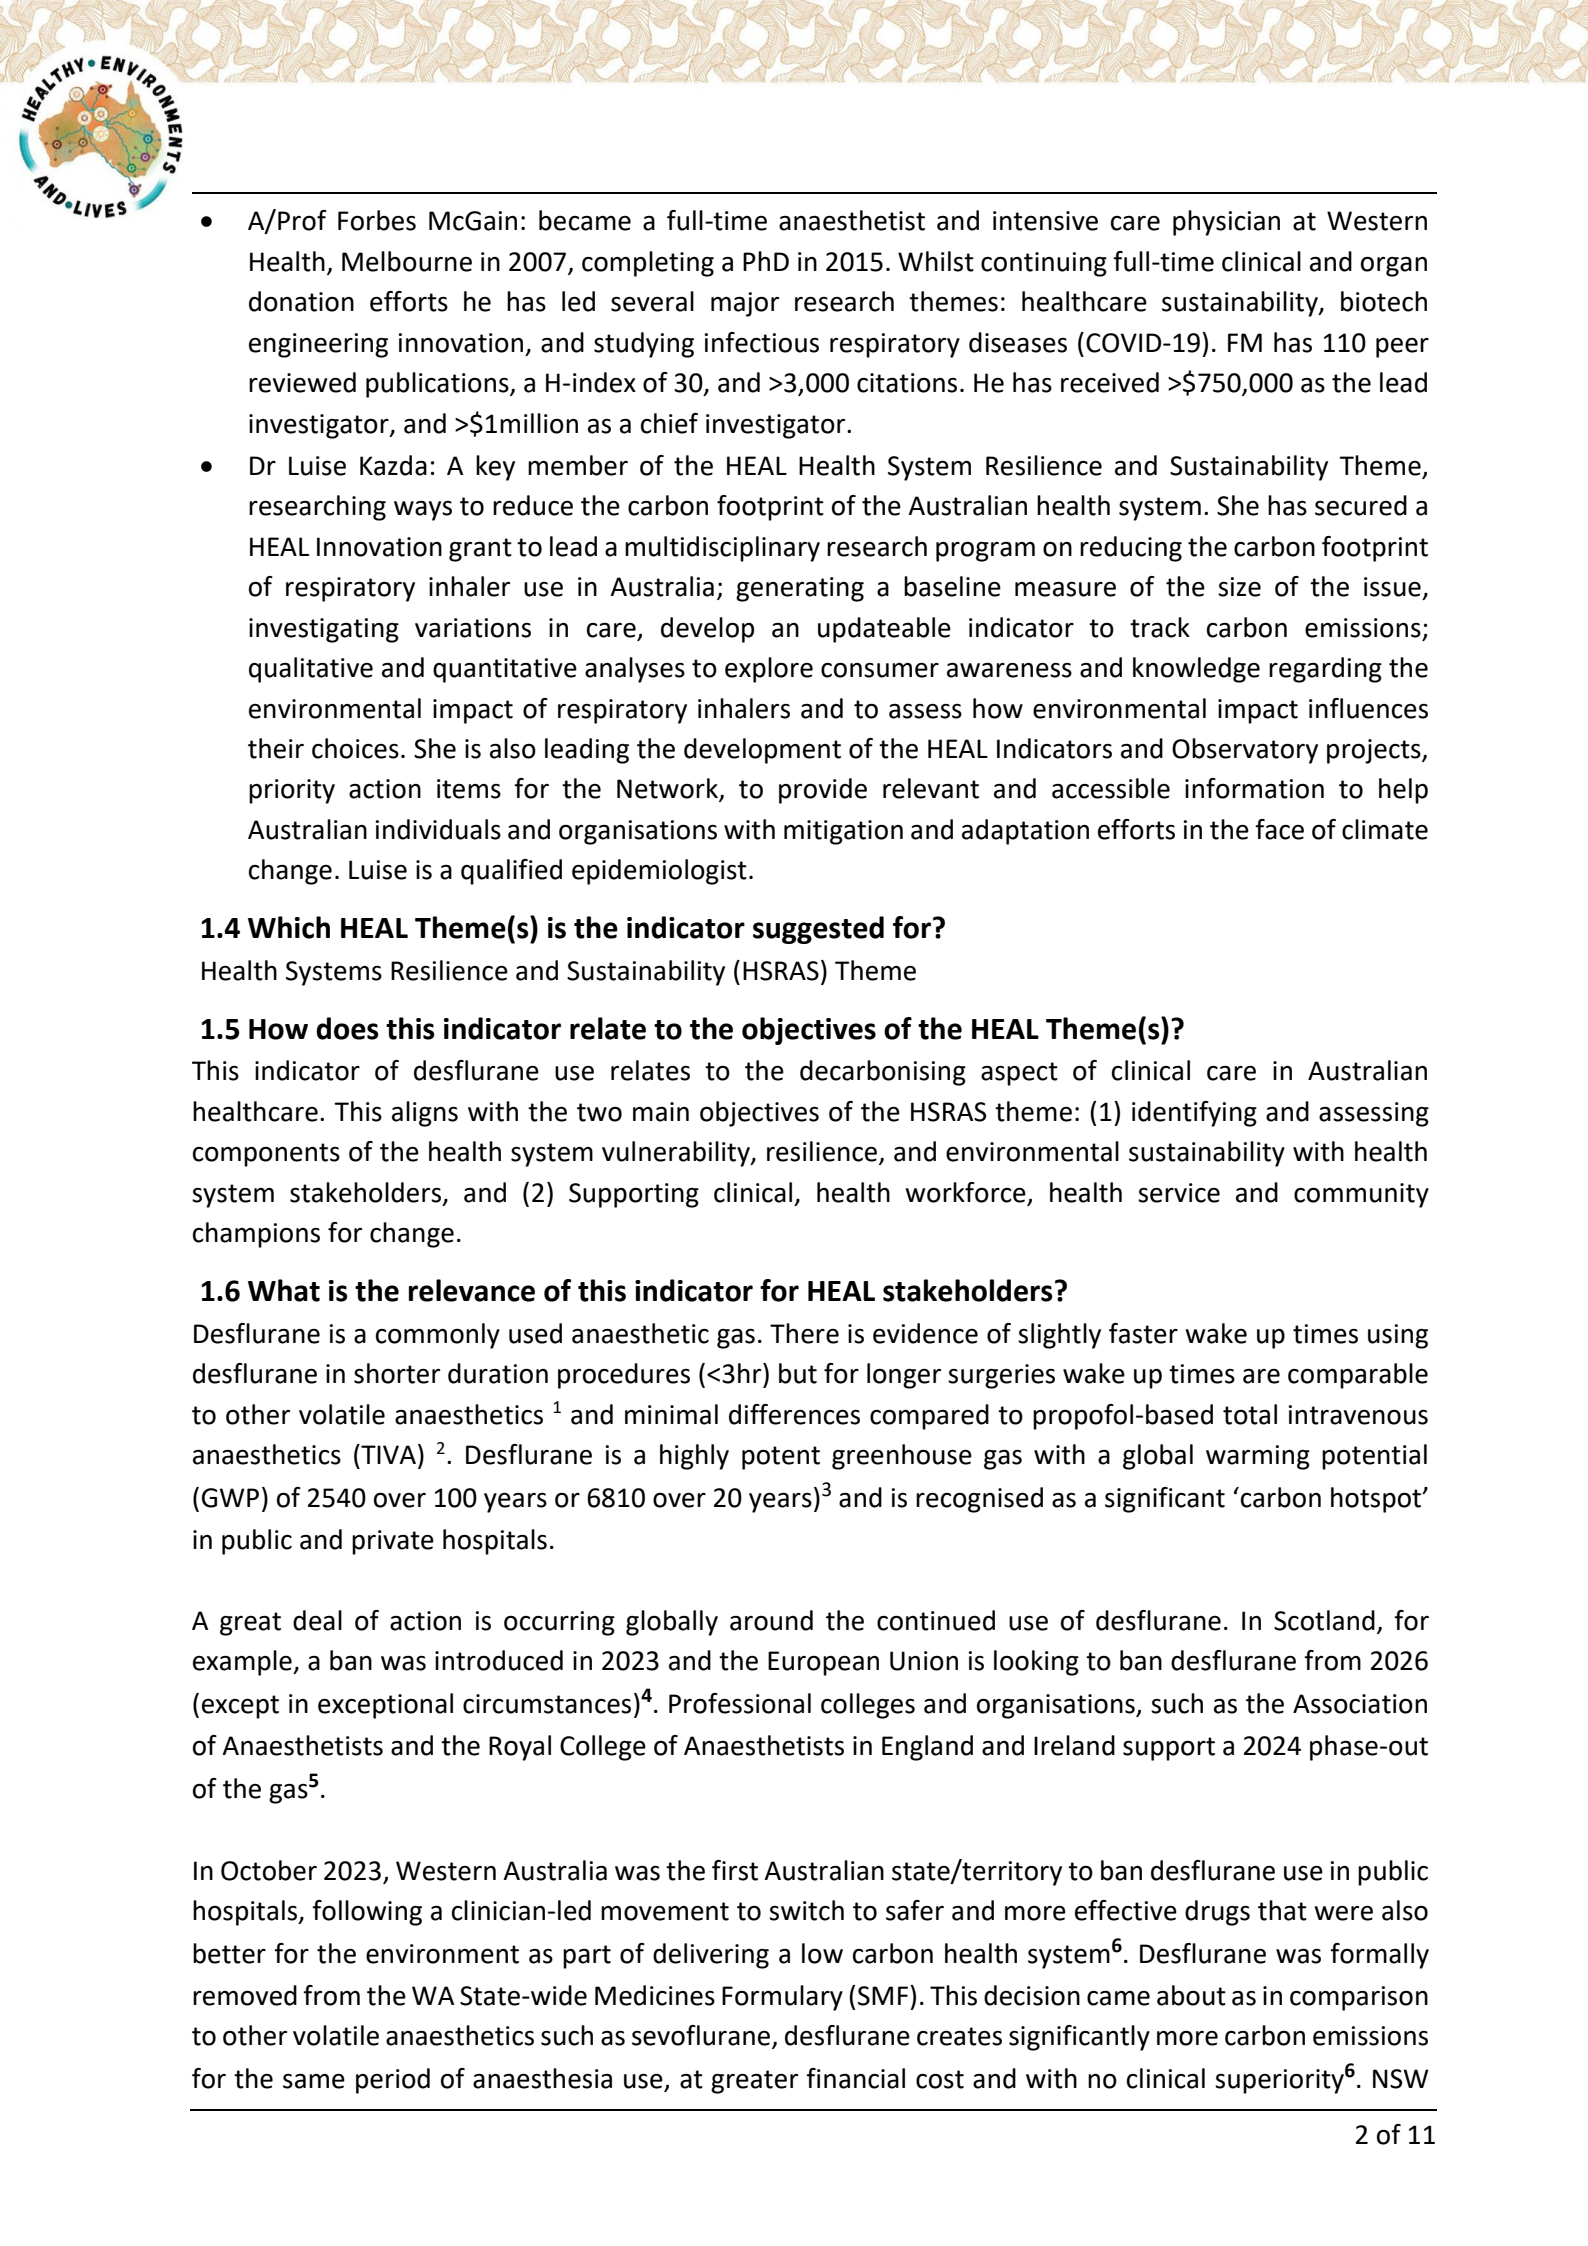 HEALTHY • ENVIRONMENTS
AND • LIVES
• A/Prof Forbes McGain: became a full-time anaesthetist and intensive care physician at Western
Health, Melbourne in 2007, completing a PhD in 2015. Whilst continuing full-time clinical and organ
donation efforts he has led several major research themes: healthcare sustainability, biotech
engineering innovation, and studying infectious respiratory diseases (COVID-19). FM has 110 peer
reviewed publications, a H-index of 30, and >3,000 citations. He has received >$750,000 as the lead
investigator, and >$1million as a chief investigator.
• Dr Luise Kazda: A key member of the HEAL Health System Resilience and Sustainability Theme,
researching ways to reduce the carbon footprint of the Australian health system. She has secured a
HEAL Innovation grant to lead a multidisciplinary research program on reducing the carbon footprint
of respiratory inhaler use in Australia; generating a baseline measure of the size of the issue,
investigating variations in care, develop an updateable indicator to track carbon emissions;
qualitative and quantitative analyses to explore consumer awareness and knowledge regarding the
environmental impact of respiratory inhalers and to assess how environmental impact influences
their choices. She is also leading the development of the HEAL Indicators and Observatory projects,
priority action items for the Network, to provide relevant and accessible information to help
Australian individuals and organisations with mitigation and adaptation efforts in the face of climate
change. Luise is a qualified epidemiologist.
1.4 Which HEAL Theme(s) is the indicator suggested for?
Health Systems Resilience and Sustainability (HSRAS) Theme
1.5 How does this indicator relate to the objectives of the HEAL Theme(s)?
This indicator of desflurane use relates to the decarbonising aspect of clinical care in Australian
healthcare. This aligns with the two main objectives of the HSRAS theme: (1) identifying and assessing
components of the health system vulnerability, resilience, and environmental sustainability with health
system stakeholders, and (2) Supporting clinical, health workforce, health service and community
champions for change.
1.6 What is the relevance of this indicator for HEAL stakeholders?
Desflurane is a commonly used anaesthetic gas. There is evidence of slightly faster wake up times using
desflurane in shorter duration procedures (<3hr) but for longer surgeries wake up times are comparable
to other volatile anaesthetics 1 and minimal differences compared to propofol-based total intravenous
anaesthetics (TIVA) 2. Desflurane is a highly potent greenhouse gas with a global warming potential
(GWP) of 2540 over 100 years or 6810 over 20 years)3 and is recognised as a significant ‘carbon hotspot’
in public and private hospitals.
A great deal of action is occurring globally around the continued use of desflurane. In Scotland, for
example, a ban was introduced in 2023 and the European Union is looking to ban desflurane from 2026
(except in exceptional circumstances)4. Professional colleges and organisations, such as the Association
of Anaesthetists and the Royal College of Anaesthetists in England and Ireland support a 2024 phase-out
of the gas5.
In October 2023, Western Australia was the first Australian state/territory to ban desflurane use in public
hospitals, following a clinician-led movement to switch to safer and more effective drugs that were also
better for the environment as part of delivering a low carbon health system6. Desflurane was formally
removed from the WA State-wide Medicines Formulary (SMF). This decision came about as in comparison
to other volatile anaesthetics such as sevoflurane, desflurane creates significantly more carbon emissions
for the same period of anaesthesia use, at greater financial cost and with no clinical superiority6. NSW
2 of 11